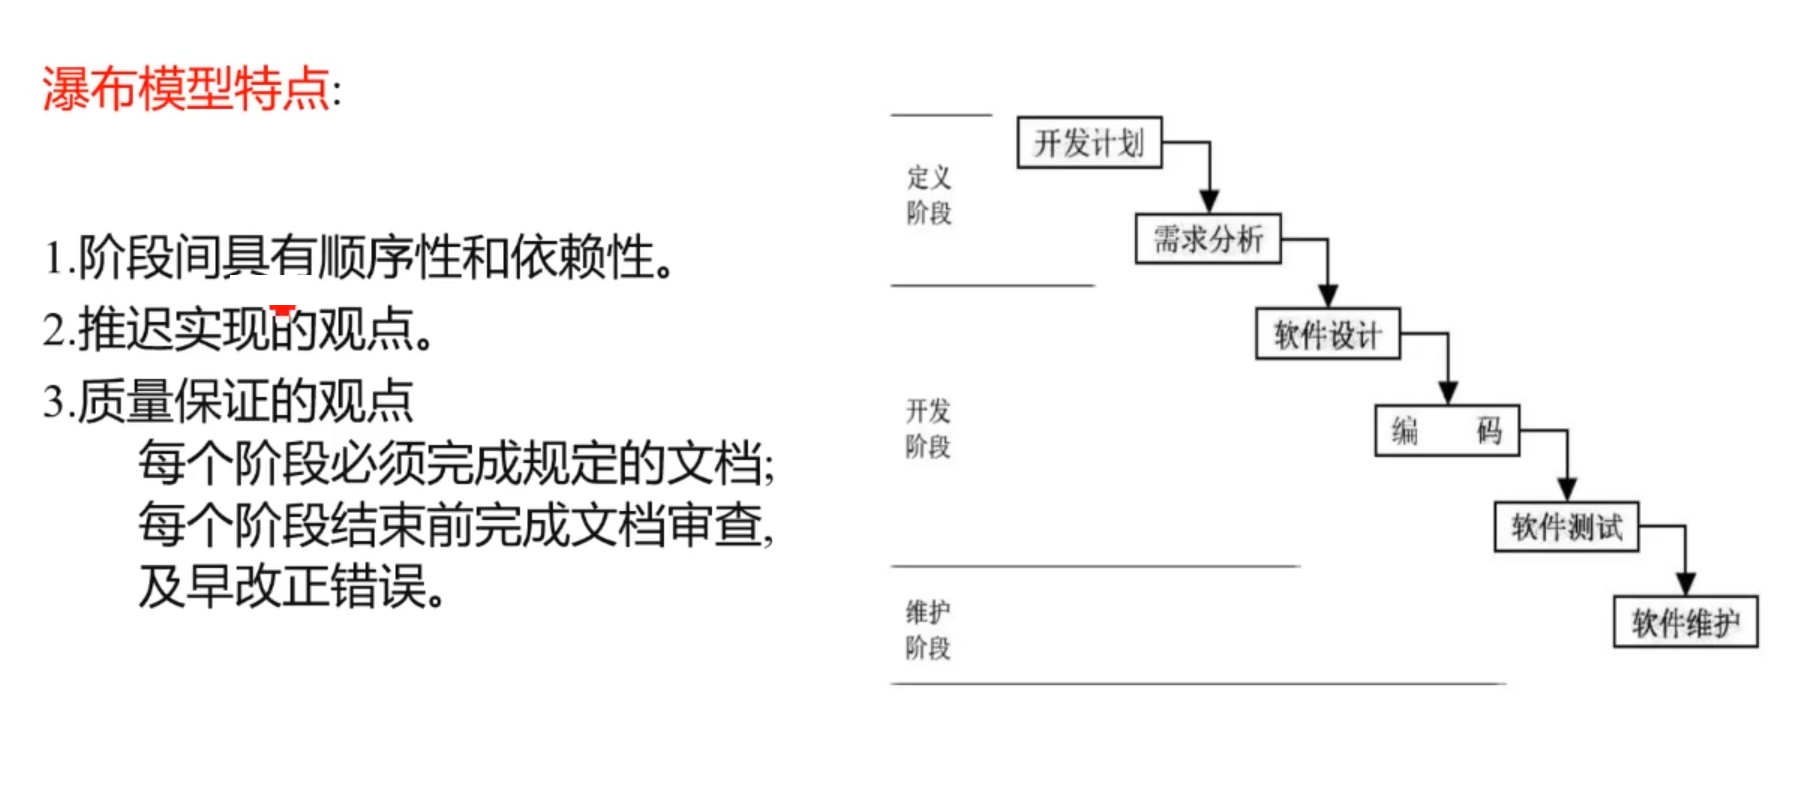 瀑布模型特点:
1.阶段间具有顺序性和依赖性。
2.推迟实现的观点。
3.质量保证的观点
每个阶段必须完成规定的文档;
每个阶段结束前完成文档审查,
及早改正错误。
定义
阶段
开发计划
需求分析
开发
阶段
软件设计
编 码
软件测试
维护
阶段
软件维护